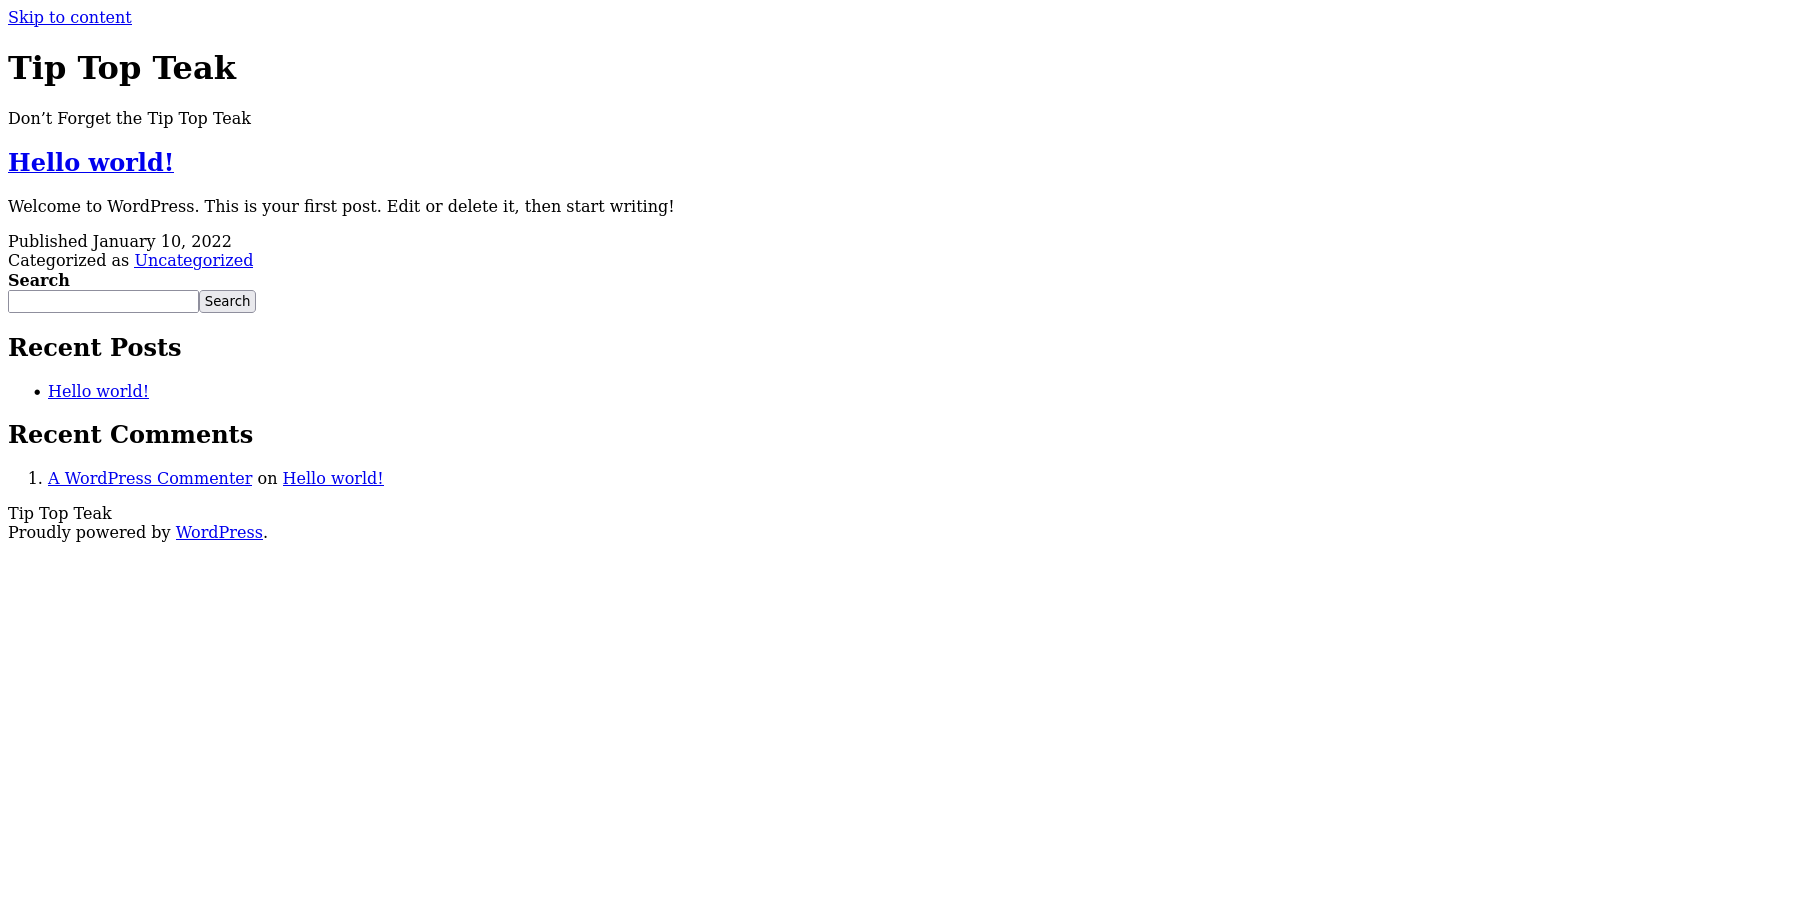 Skip to content
Tip Top Teak
Don’t Forget the Tip Top Teak
Hello world!
Welcome to WordPress. This is your first post. Edit or delete it, then start writing!
Published January 10, 2022
Categorized as Uncategorized
Search
Search
Recent Posts
Hello world!
Recent Comments
1. A WordPress Commenter on Hello world!
Tip Top Teak
Proudly powered by WordPress.